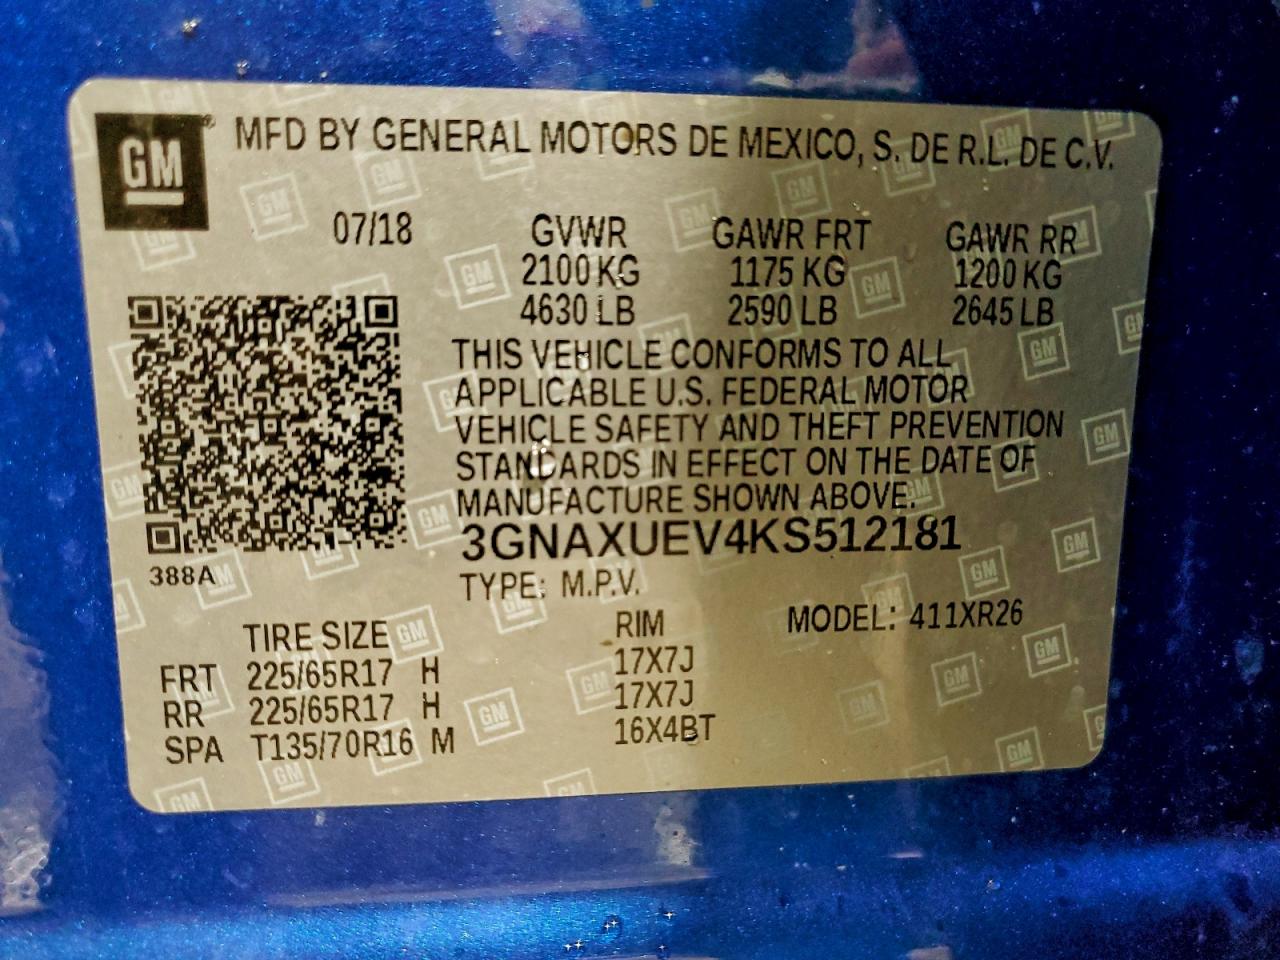 GM
MFD BY GENERAL MOTORS DE MEXICO, S. DE R.L. DE C.V.
07/18 GVWR GAWR FRT GAWR RR
2100 KG 1175 KG 1200 KG
4630 LB 2590 LB 2645 LB
THIS VEHICLE CONFORMS TO ALL
APPLICABLE U.S. FEDERAL MOTOR
VEHICLE SAFETY AND THEFT PREVENTION
STANDARDS IN EFFECT ON THE DATE OF
MANUFACTURE SHOWN ABOVE.
3GNAXUEV4KS512181
388A
TYPE: M.P.V.
TIRE SIZE RIM MODEL: 411XR26
FRT 225/65R17 H 17X7J
RR 225/65R17 H 17X7J
SPA T135/70R16 M 16X4BT